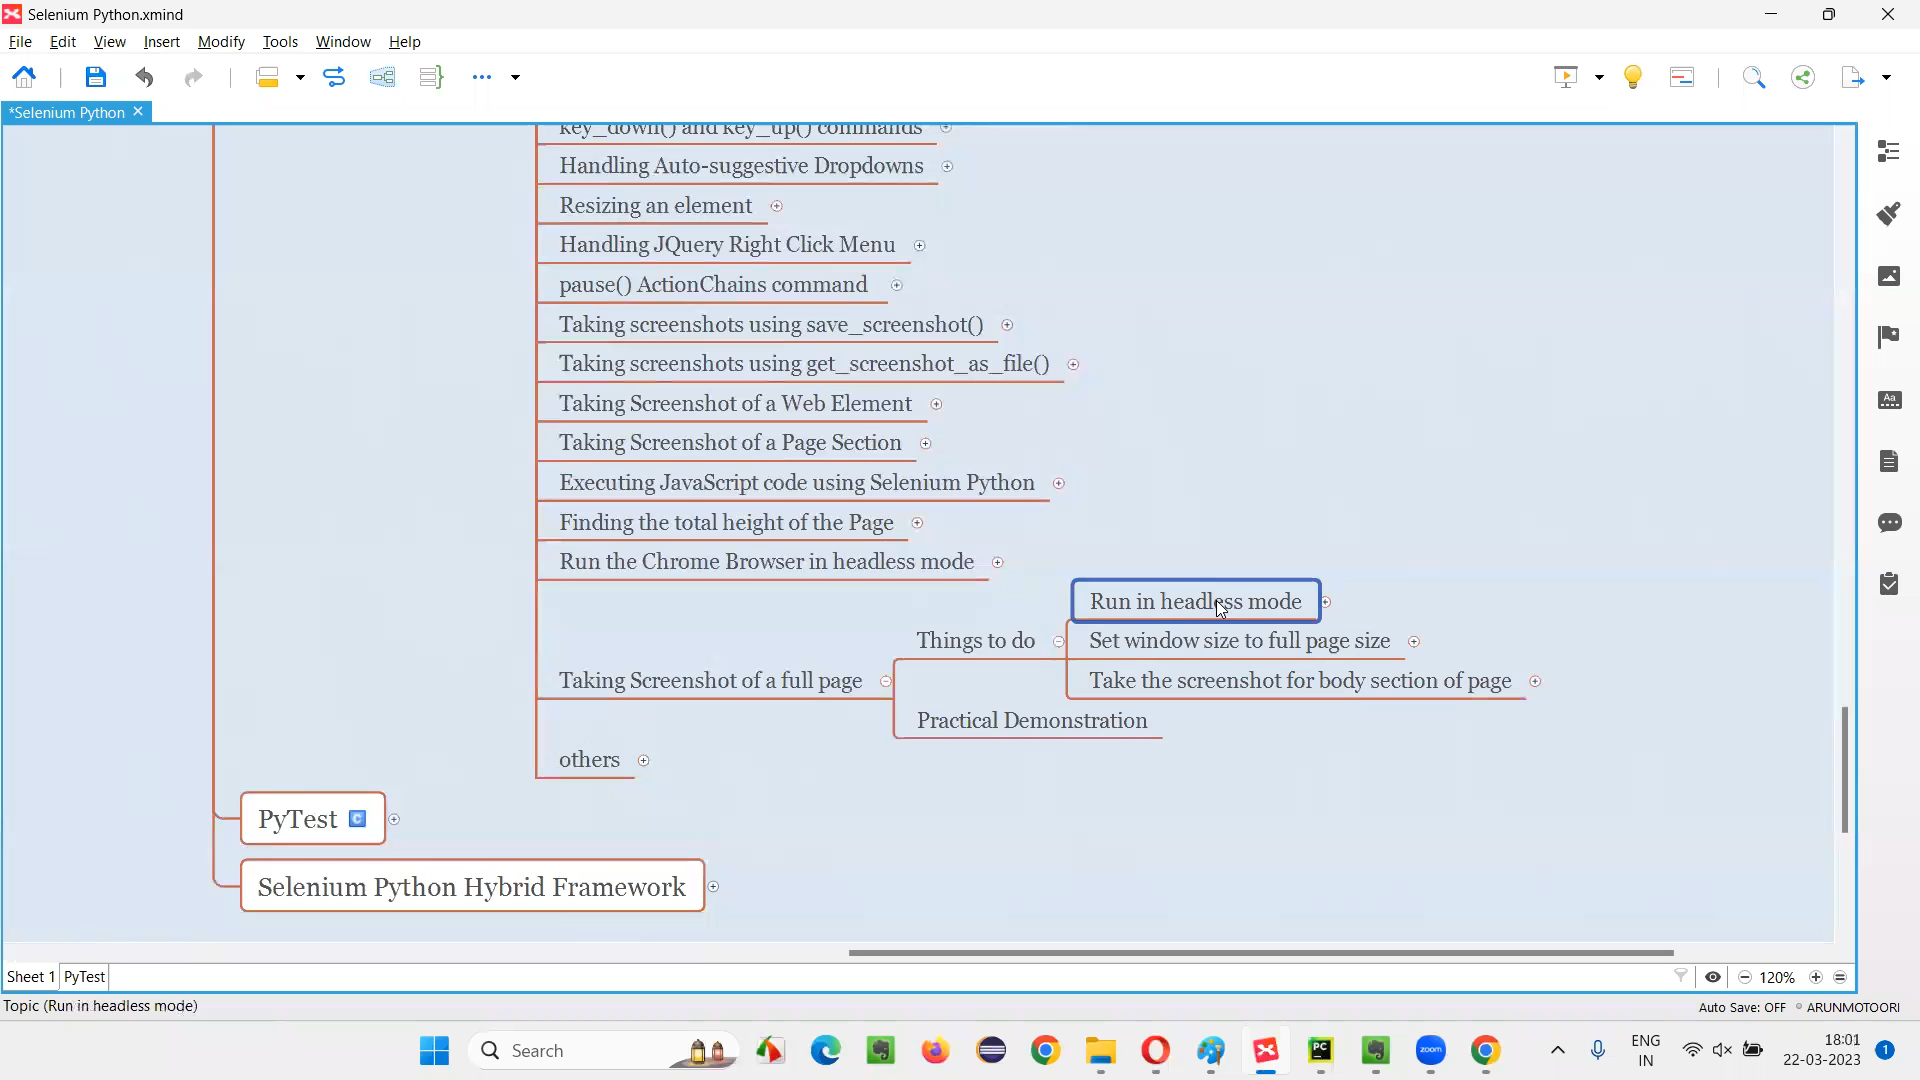 Selenium Python.xmind
File Edit View Insert Modify Tools Window Help
*Selenium Python
key_down() and key_up() commands
Handling Auto-suggestive Dropdowns
Resizing an element
Handling JQuery Right Click Menu
pause() ActionChains command
Taking screenshots using save_screenshot()
Taking screenshots using get_screenshot_as_file()
Taking Screenshot of a Web Element
Taking Screenshot of a Page Section
Executing JavaScript code using Selenium Python
Finding the total height of the Page
Run the Chrome Browser in headless mode
Run in headless mode
Things to do
Set window size to full page size
Taking Screenshot of a full page
Take the screenshot for body section of page
Practical Demonstration
others
PyTest
Selenium Python Hybrid Framework
Sheet 1 PyTest
120%
Topic (Run in headless mode)
Auto Save: OFF ARUNMOTOORI
Search
zoom
ENG
IN
18:01
22-03-2023
1